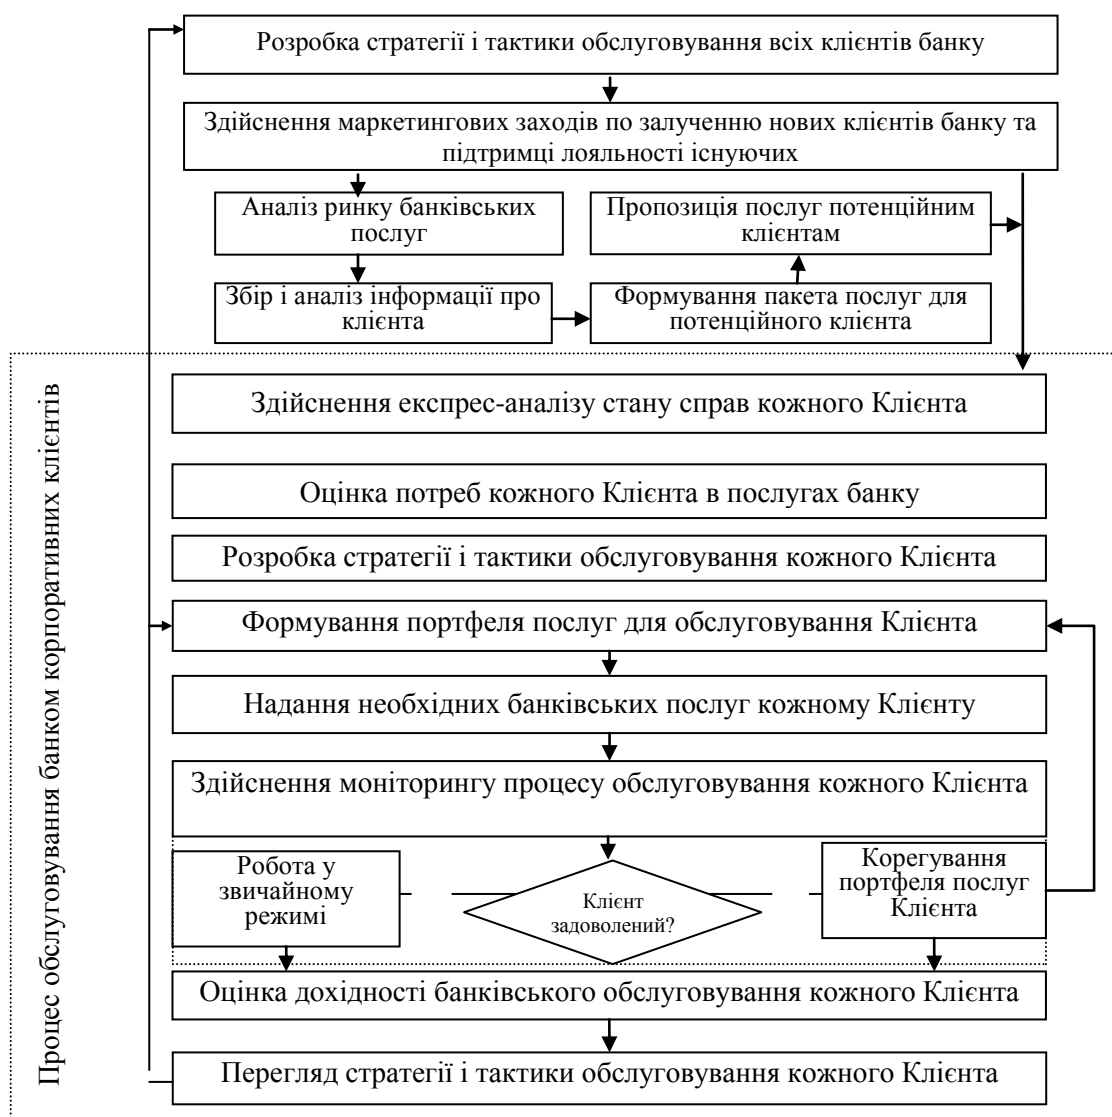 Розробка стратегії і тактики обслуговування всіх клієнтів банку
Здійснення маркетингових заходів по залученню нових клієнтів банку та
підтримці лояльності існуючих
Аналіз ринку банківських
послуг
Пропозиція послуг потенційним
клієнтам
Збір і аналіз інформації про
клієнта
Формування пакета послуг для
потенційного клієнта
Процес обслуговування банком корпоративних клієнтів
Здійснення експрес-аналізу стану справ кожного Клієнта
Оцінка потреб кожного Клієнта в послугах банку
Розробка стратегії і тактики обслуговування кожного Клієнта
Формування портфеля послуг для обслуговування Клієнта
Надання необхідних банківських послуг кожному Клієнту
Здійснення моніторингу процесу обслуговування кожного Клієнта
Робота у
звичайному
режимі
Клієнт
задоволений?
Корегування
портфеля послуг
Клієнта
Оцінка дохідності банківського обслуговування кожного Клієнта
Перегляд стратегії і тактики обслуговування кожного Клієнта